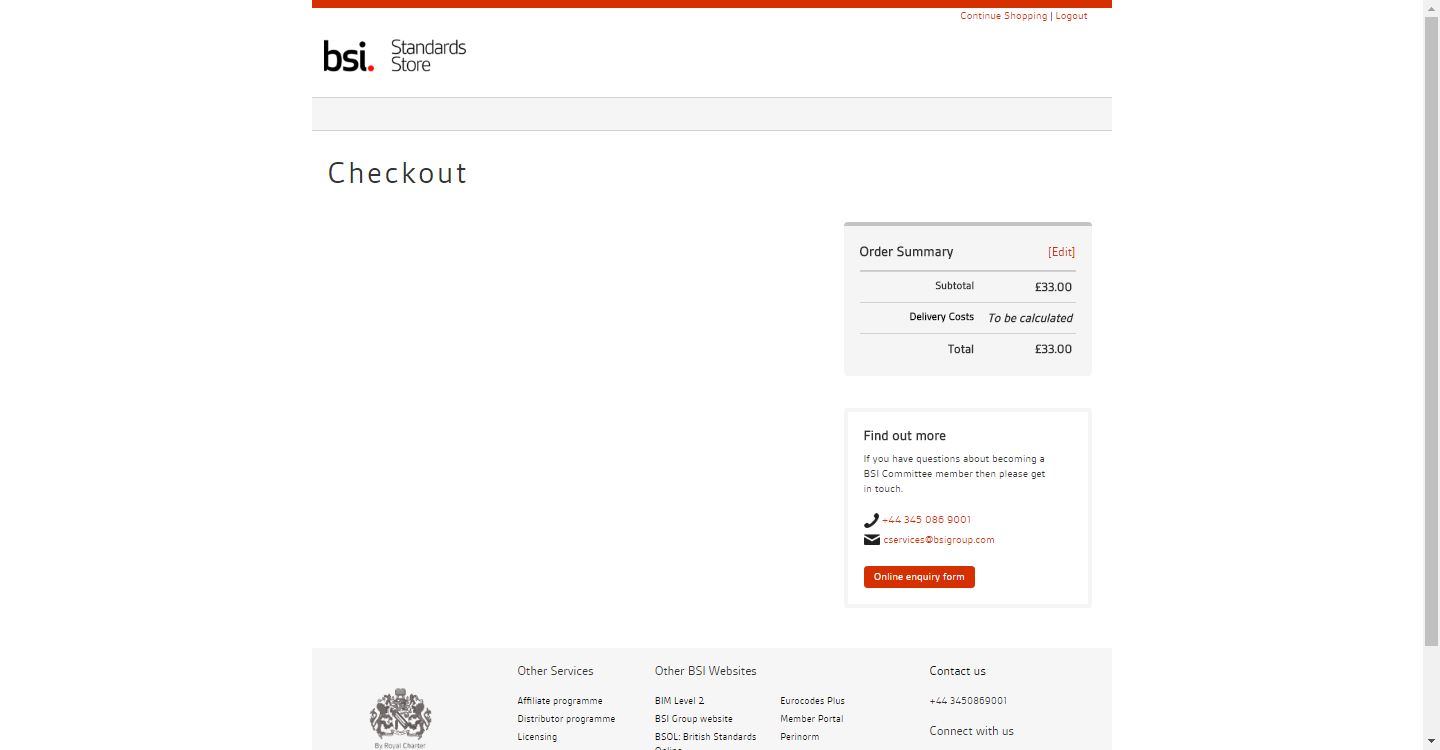 Continue Shopping | Logout
bsi. Standards
Store
Checkout
Order Summary [Edit]
Subtotal £33.00
Delivery Costs To be calculated
Total £33.00
Find out more
If you have questions about becoming a
BSI Committee member then please get
in touch.
+44 345 086 9001
cservices@bsigroup.com
Online enquiry form
Other Services
Affiliate programme
Distributor programme
Licensing
Other BSI Websites
BIM Level 2
BSI Group website
BSOL: British Standards
Online
Eurocodes Plus
Member Portal
Perinorm
Contact us
+44 3450869001
Connect with us
By Royal Charter